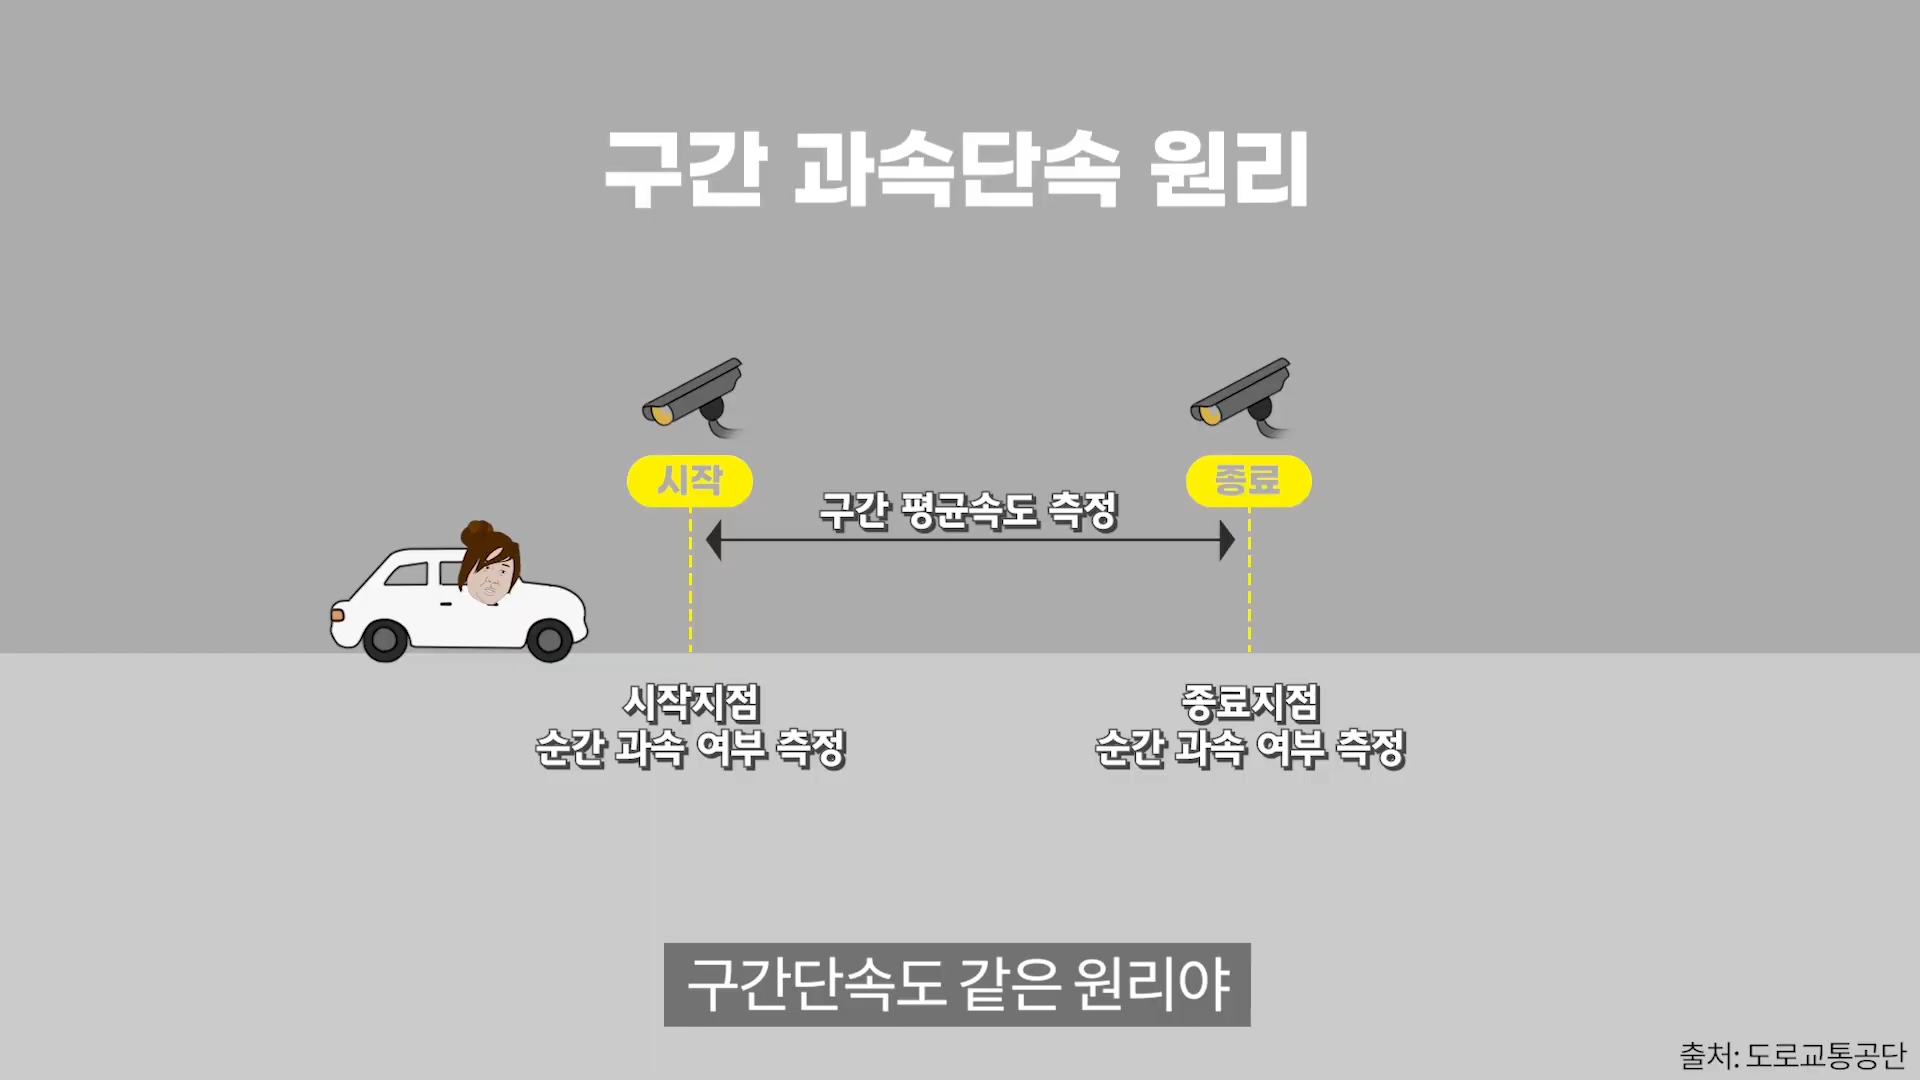 구간 과속단속 원리
시작
종료
구간 평균속도 측정
시작지점
순간 과속 여부 측정
종료지점
순간 과속 여부 측정
구간단속도 같은 원리야
출처: 도로교통공단